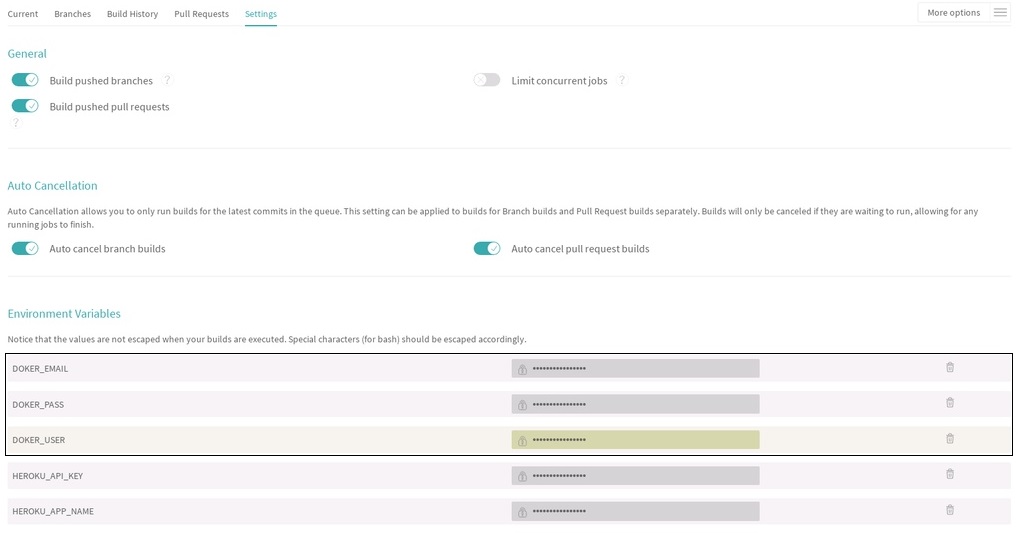 Current Branches Build History Pull Requests Settings More options
General
Build pushed branches ? Limit concurrent jobs ?
Build pushed pull requests
?
Auto Cancellation
Auto Cancellation allows you to only run builds for the latest commits in the queue. This setting can be applied to builds for Branch builds and Pull Request builds separately. Builds will only be canceled if they are waiting to run, allowing for any
running jobs to finish.
Auto cancel branch builds Auto cancel pull request builds
Environment Variables
Notice that the values are not escaped when your builds are executed. Special characters (for bash) should be escaped accordingly.
DOKER_EMAIL ••••••••••••••••
DOKER_PASS ••••••••••••••••
DOKER_USER ••••••••••••••••
HEROKU_API_KEY ••••••••••••••••
HEROKU_APP_NAME ••••••••••••••••